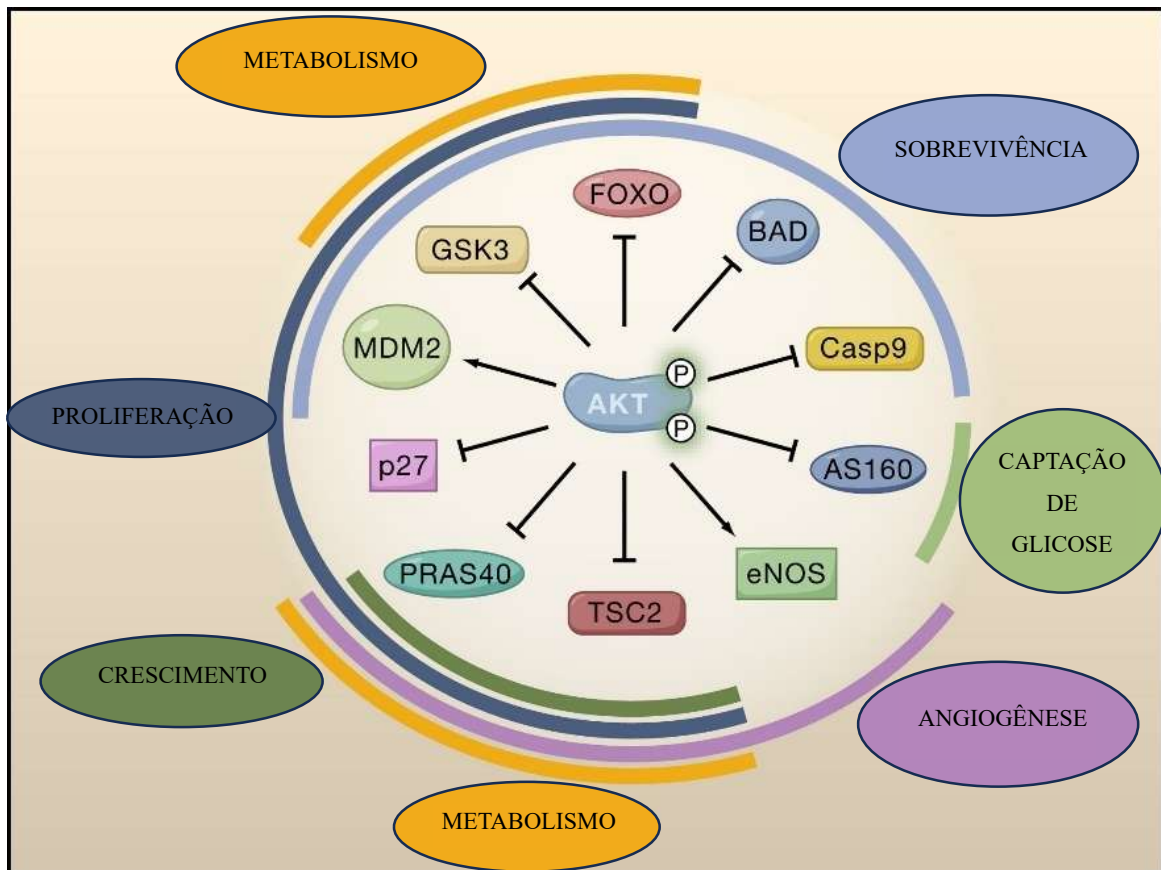 METABOLISMO
SOBREVIVÊNCIA
FOXO
BAD
GSK3
MDM2
Casp9
P
AKT
P
PROLIFERAÇÃO
p27
AS160
CAPTAÇÃO
DE
GLICOSE
PRAS40
eNOS
TSC2
CRESCIMENTO
ANGIOGÊNESE
METABOLISMO